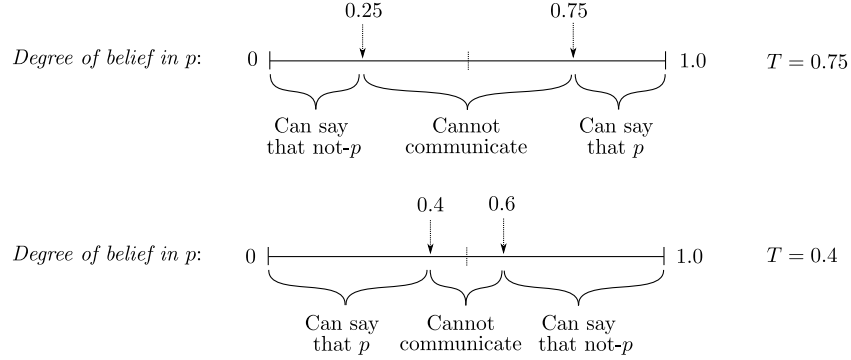 0.25 0.75
Degree of belief in p: 0 1.0 T = 0.75
Can say Cannot Can say
that not-p communicate that p
0.4 0.6
Degree of belief in p: 0 1.0 T = 0.4
Can say Cannot Can say
that p communicate that not-p